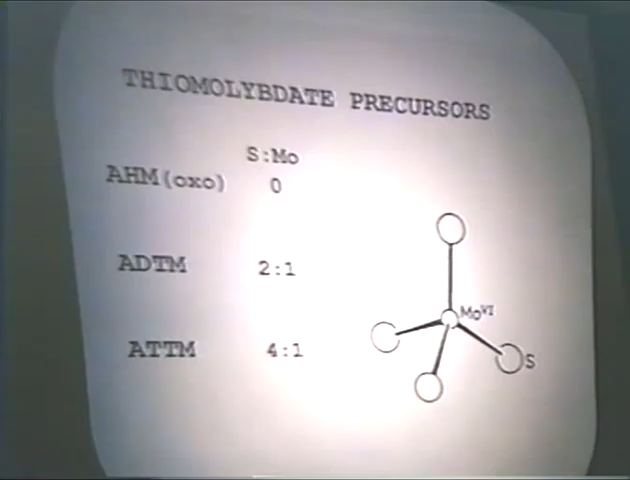 THIOMOLYBDATE PRECURSORS
S:Mo
AHM(oxo) 0
ADTM 2:1
ATTM 4:1
Mo^VI
S